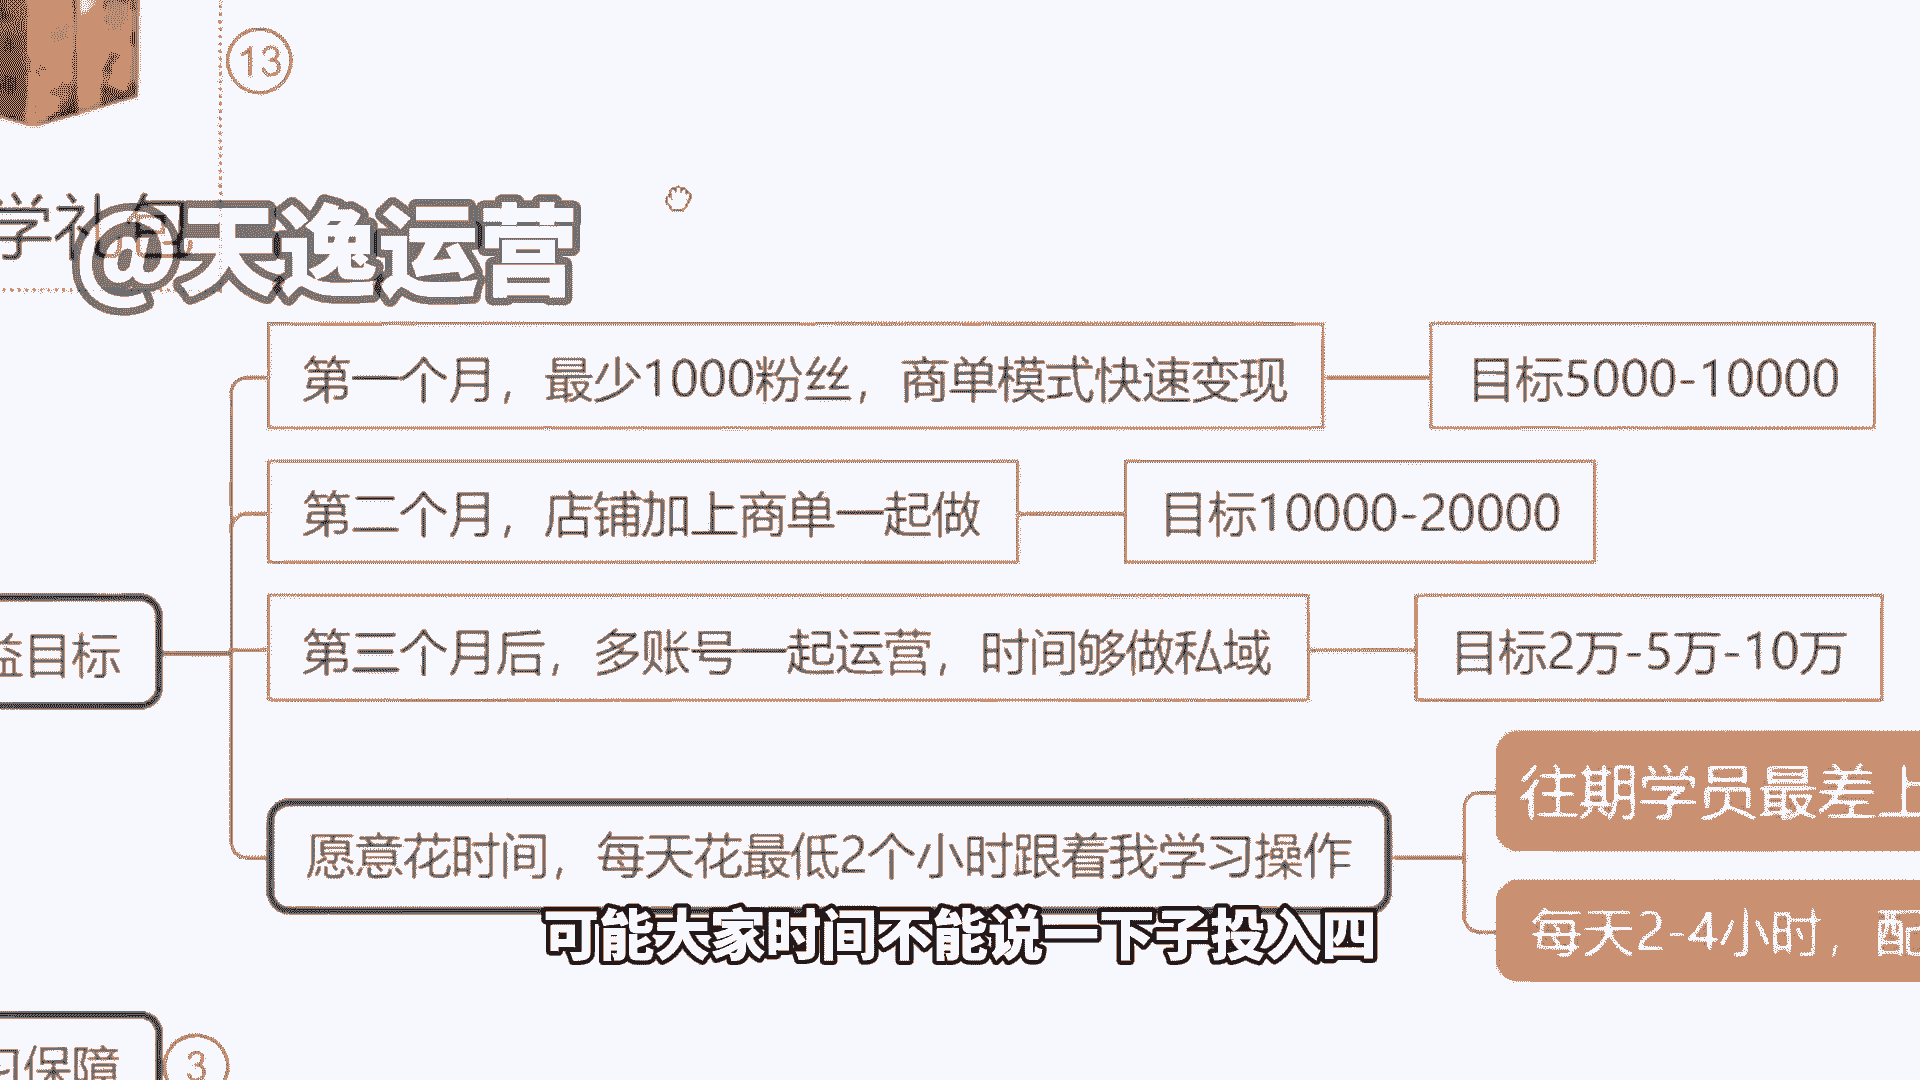 13
学礼包
@天逸运营
第一个月，最少1000粉丝，商单模式快速变现
目标5000-10000
第二个月，店铺加上商单一起做
目标10000-20000
益目标
第三个月后，多账号一起运营，时间够做私域
目标2万-5万-10万
往期学员最差上
愿意花时间，每天花最低2个小时跟着我学习操作
每天2-4小时，配
可能大家时间不能说一下子投入四
习保障
3